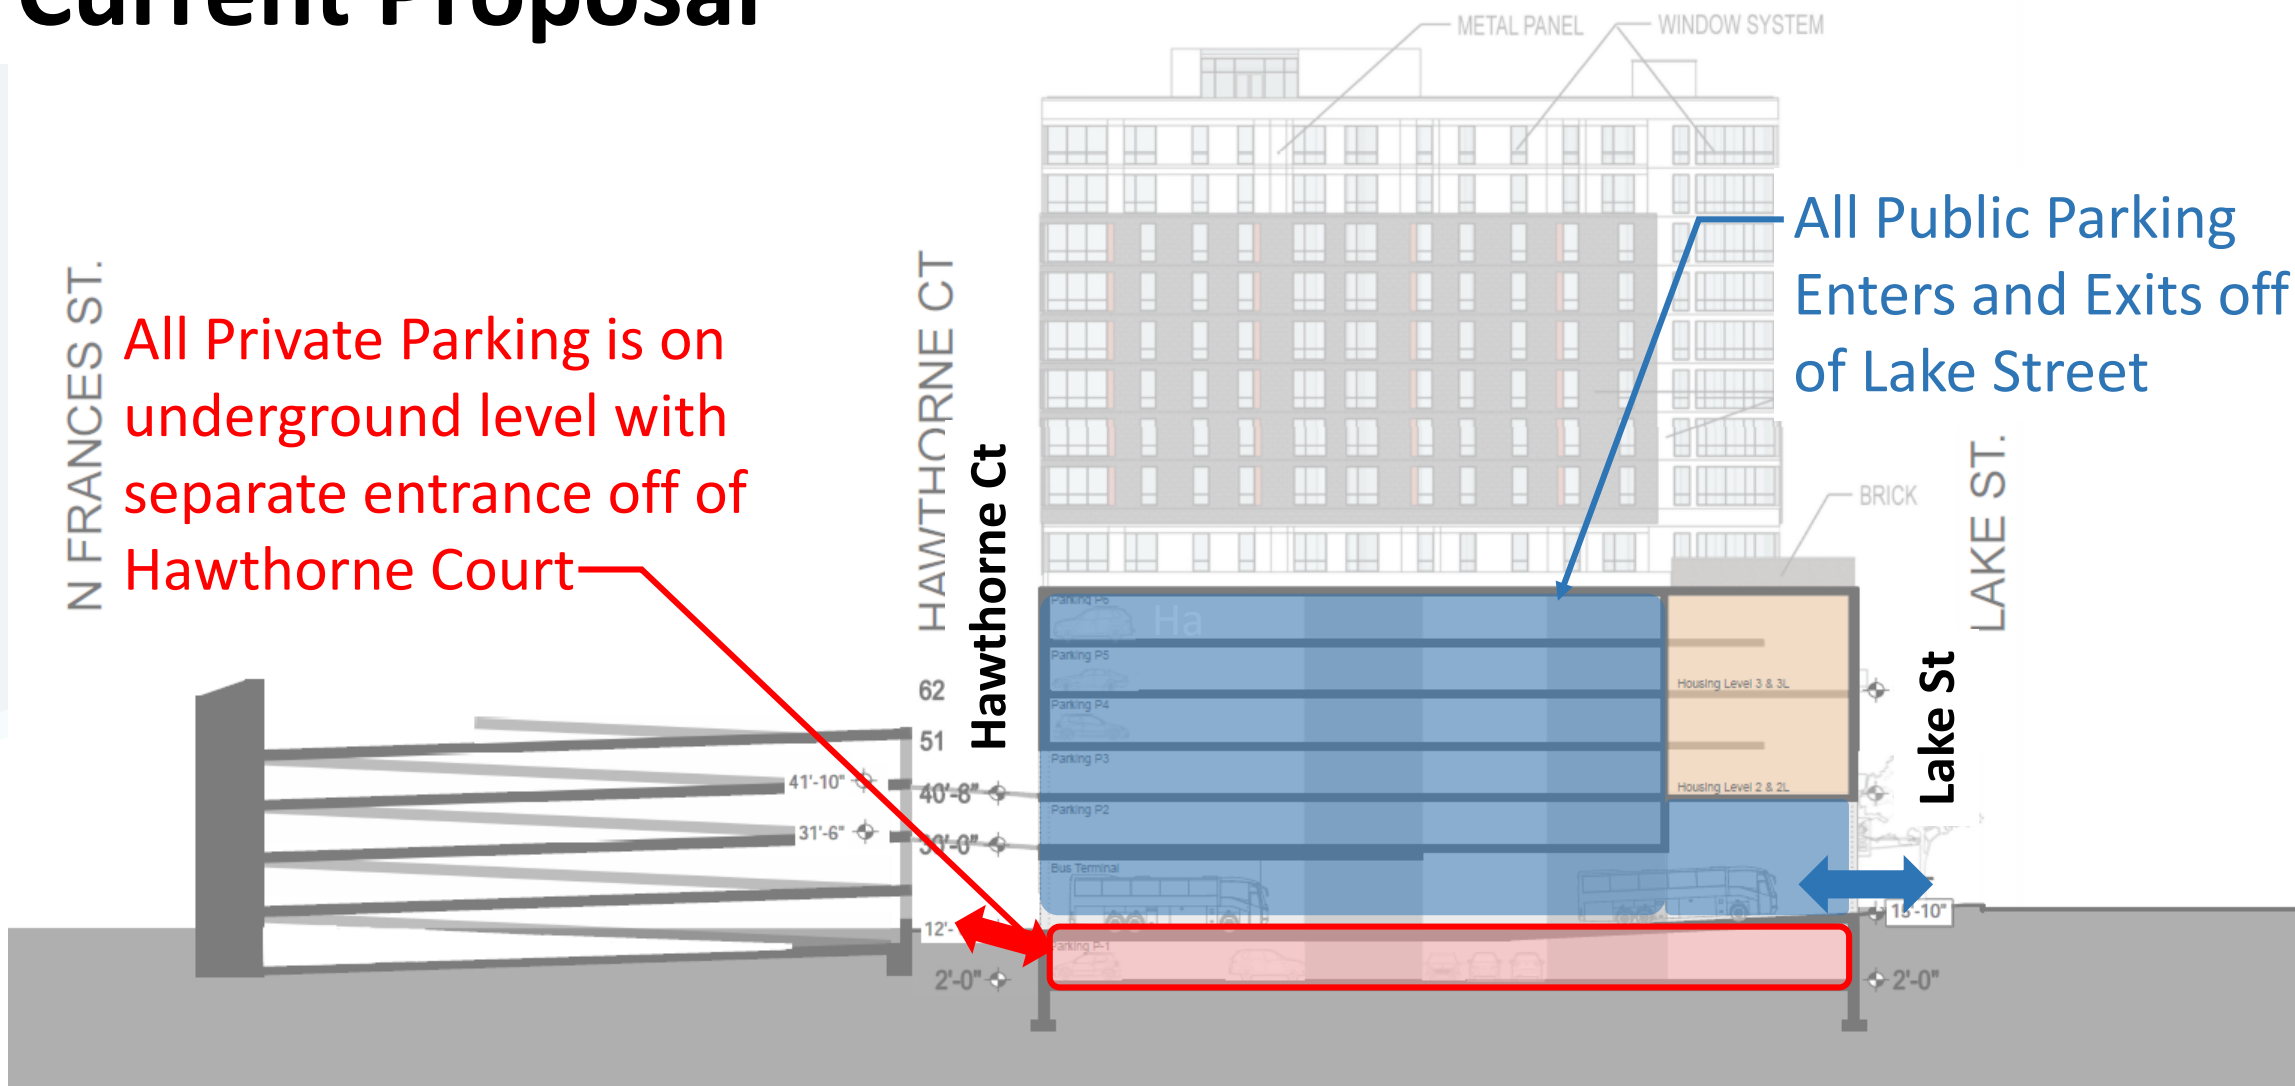 Current Proposal
METAL PANEL
WINDOW SYSTEM
All Public Parking
Enters and Exits off
of Lake Street
N FRANCES ST.
All Private Parking is on
underground level with
separate entrance off of
Hawthorne Court
HAWTHORNE CT
Hawthorne Ct
BRICK
LAKE ST.
Lake St
Parking P6
Ha
Parking P5
Housing Level 3 & 3L
62
Parking P4
51
Parking P3
41'-10"
40'-8"
Housing Level 2 & 2L
Parking P2
31'-6"
Bus Terminal
15'-10"
12'-
Parking P-1
2'-0"
2'-0"